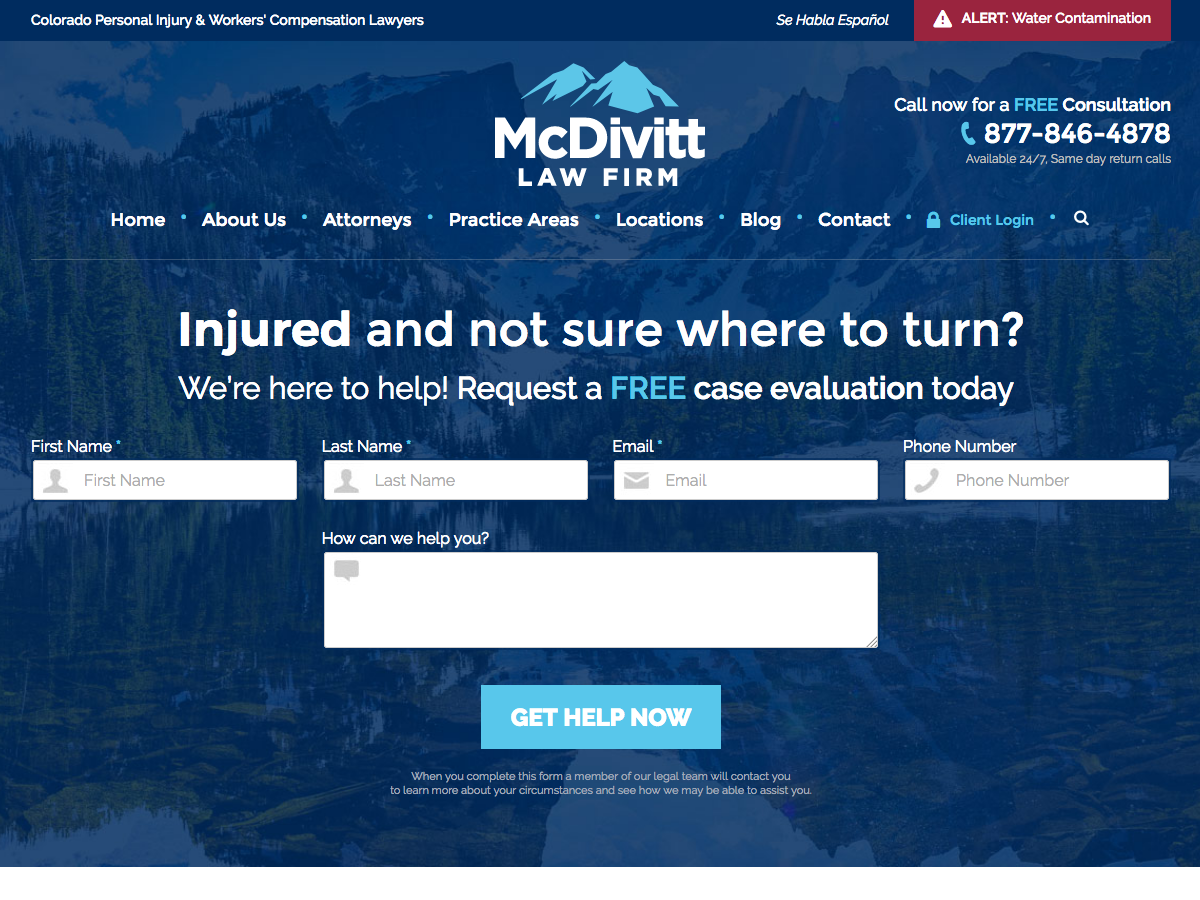 Colorado Personal Injury & Workers' Compensation Lawyers
Se Habla Español
ALERT: Water Contamination
McDivitt
LAW FIRM
Call now for a FREE Consultation
877-846-4878
Available 24/7, Same day return calls
Home • About Us • Attorneys • Practice Areas • Locations • Blog • Contact • Client Login •
Injured and not sure where to turn?
We're here to help! Request a FREE case evaluation today
First Name *
Last Name *
Email *
Phone Number
First Name
Last Name
Email
Phone Number
How can we help you?
GET HELP NOW
When you complete this form a member of our legal team will contact you
to learn more about your circumstances and see how we may be able to assist you.